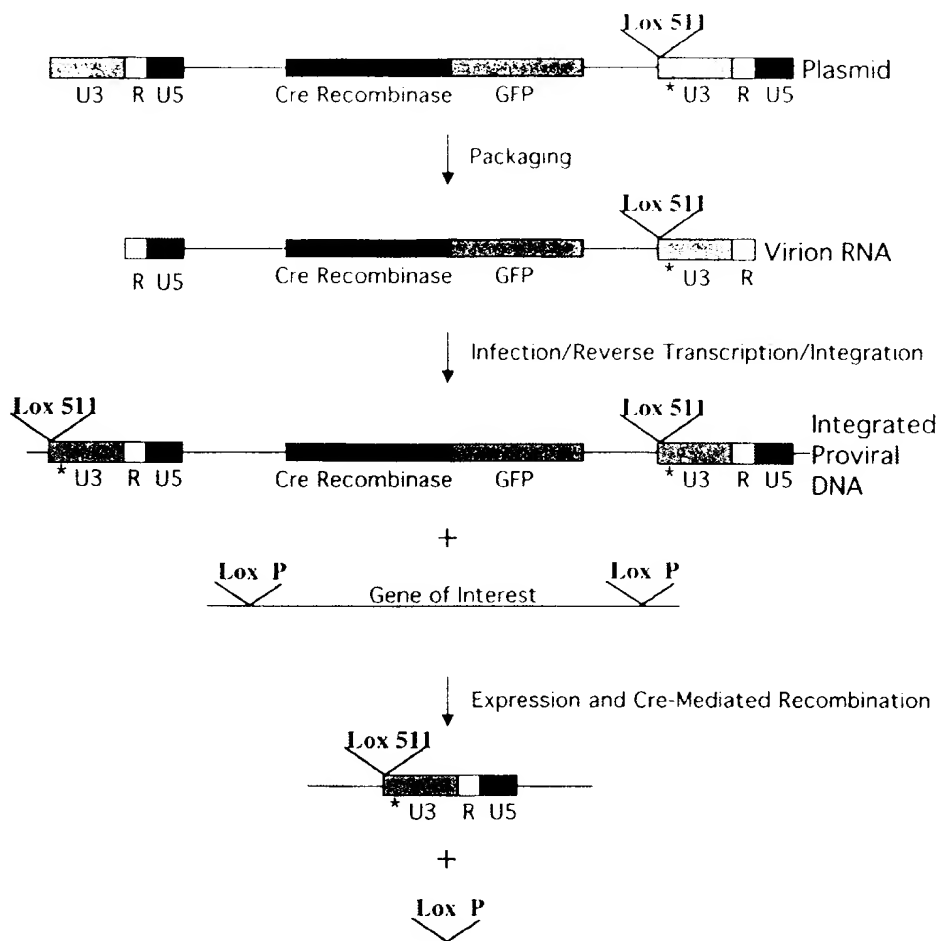 Lox 511
Plasmid
U3 R U5 Cre Recombinase GFP * U3 R U5
Packaging
Lox 511
Virion RNA
R U5 Cre Recombinase GFP * U3 R
Infection/Reverse Transcription/Integration
Lox 511 Lox 511
Integrated
Proviral
DNA
* U3 R U5 Cre Recombinase GFP * U3 R U5
+
Lox P Lox P
Gene of Interest
Expression and Cre-Mediated Recombination
Lox 511
* U3 R U5
+
Lox P